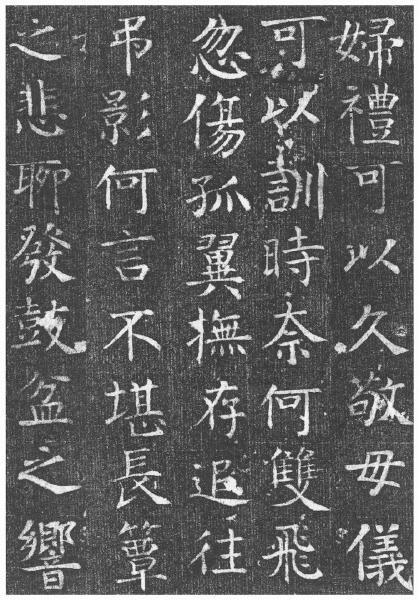 婦禮可以久敬母儀
可以訓時奈何雙飛
忽傷孤翼撫存追往
弔影何言不堪長簟
之悲聊發鼓盆之響